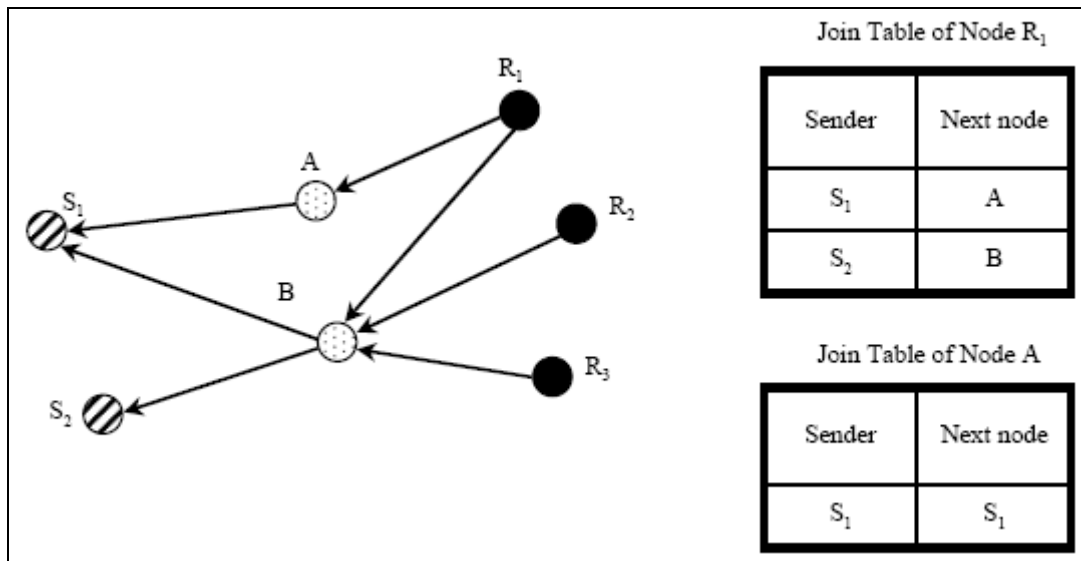 R₁
A
S₁
R₂
B
R₃
S₂
Join Table of Node R₁
Sender Next node
S₁ A
S₂ B
Join Table of Node A
Sender Next node
S₁ S₁